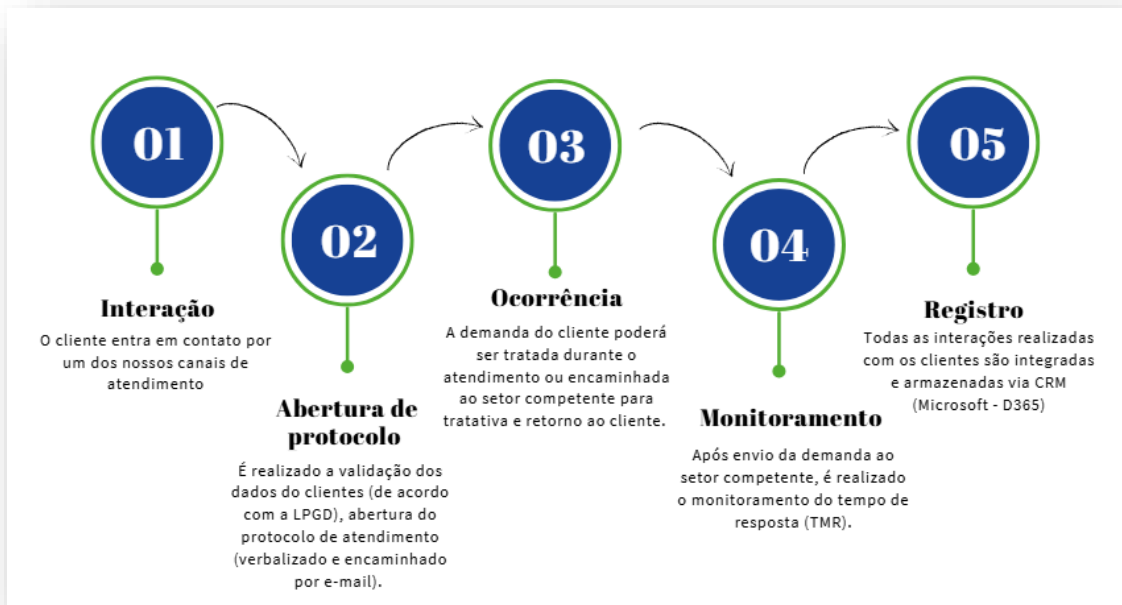 01
Interação
O cliente entra em contato por
um dos nossos canais de
atendimento
02
Abertura de
protocolo
É realizado a validação dos
dados do clientes (de acordo
com a LPGD), abertura do
protocolo de atendimento
(verbalizado e encaminhado
por e-mail).
03
Ocorrência
A demanda do cliente poderá
ser tratada durante o
atendimento ou encaminhada
ao setor competente para
tratativa e retorno ao cliente.
04
Monitoramento
Após envio da demanda ao
setor competente, é realizado
o monitoramento do tempo de
resposta (TMR).
05
Registro
Todas as interações realizadas
com os clientes são integradas
e armazenadas via CRM
(Microsoft - D365)